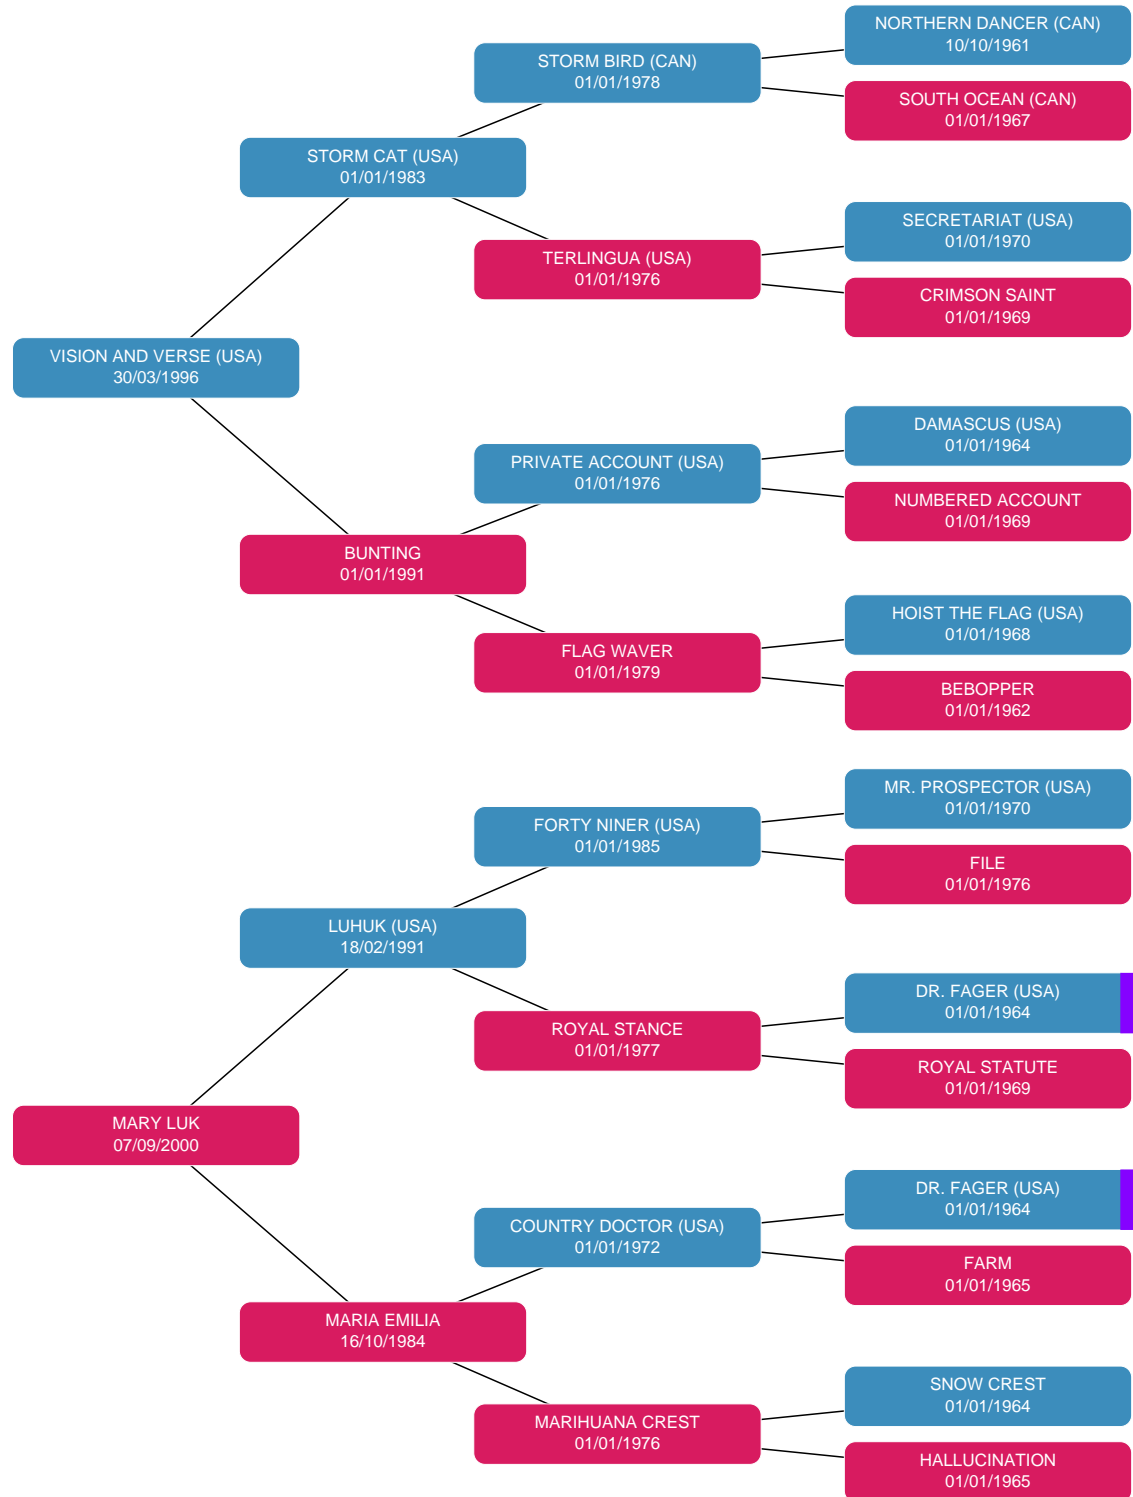 NORTHERN DANCER (CAN)
10/10/1961
STORM BIRD (CAN)
01/01/1978
SOUTH OCEAN (CAN)
01/01/1967
STORM CAT (USA)
01/01/1983
SECRETARIAT (USA)
01/01/1970
TERLINGUA (USA)
01/01/1976
CRIMSON SAINT
01/01/1969
VISION AND VERSE (USA)
30/03/1996
DAMASCUS (USA)
01/01/1964
PRIVATE ACCOUNT (USA)
01/01/1976
NUMBERED ACCOUNT
01/01/1969
BUNTING
01/01/1991
HOIST THE FLAG (USA)
01/01/1968
FLAG WAVER
01/01/1979
BEBOPPER
01/01/1962
MR. PROSPECTOR (USA)
01/01/1970
FORTY NINER (USA)
01/01/1985
FILE
01/01/1976
LUHUK (USA)
18/02/1991
DR. FAGER (USA)
01/01/1964
ROYAL STANCE
01/01/1977
ROYAL STATUTE
01/01/1969
MARY LUK
07/09/2000
DR. FAGER (USA)
01/01/1964
COUNTRY DOCTOR (USA)
01/01/1972
FARM
01/01/1965
MARIA EMILIA
16/10/1984
SNOW CREST
01/01/1964
MARIHUANA CREST
01/01/1976
HALLUCINATION
01/01/1965